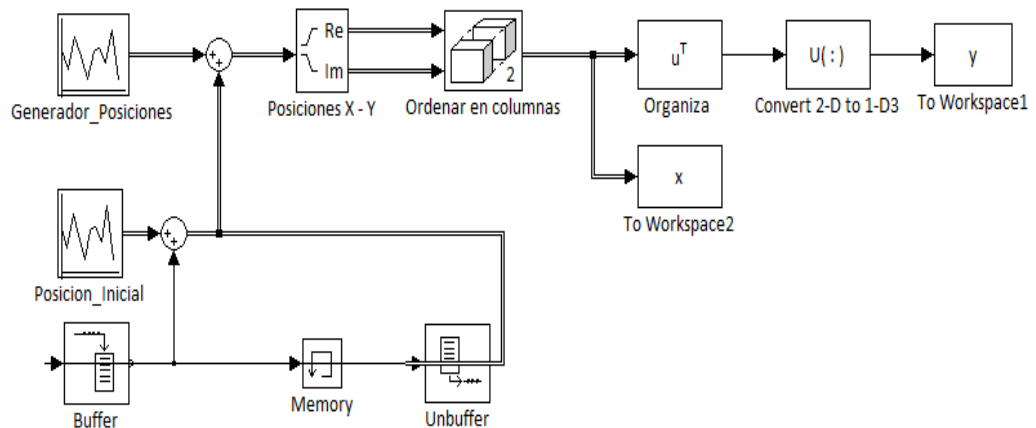 Re
Im
2
u^T
U( : )
y
Generador_Posiciones
Posiciones X - Y
Ordenar en columnas
Organiza
Convert 2-D to 1-D3
To Workspace1
x
To Workspace2
Posicion_Inicial
Buffer
Memory
Unbuffer